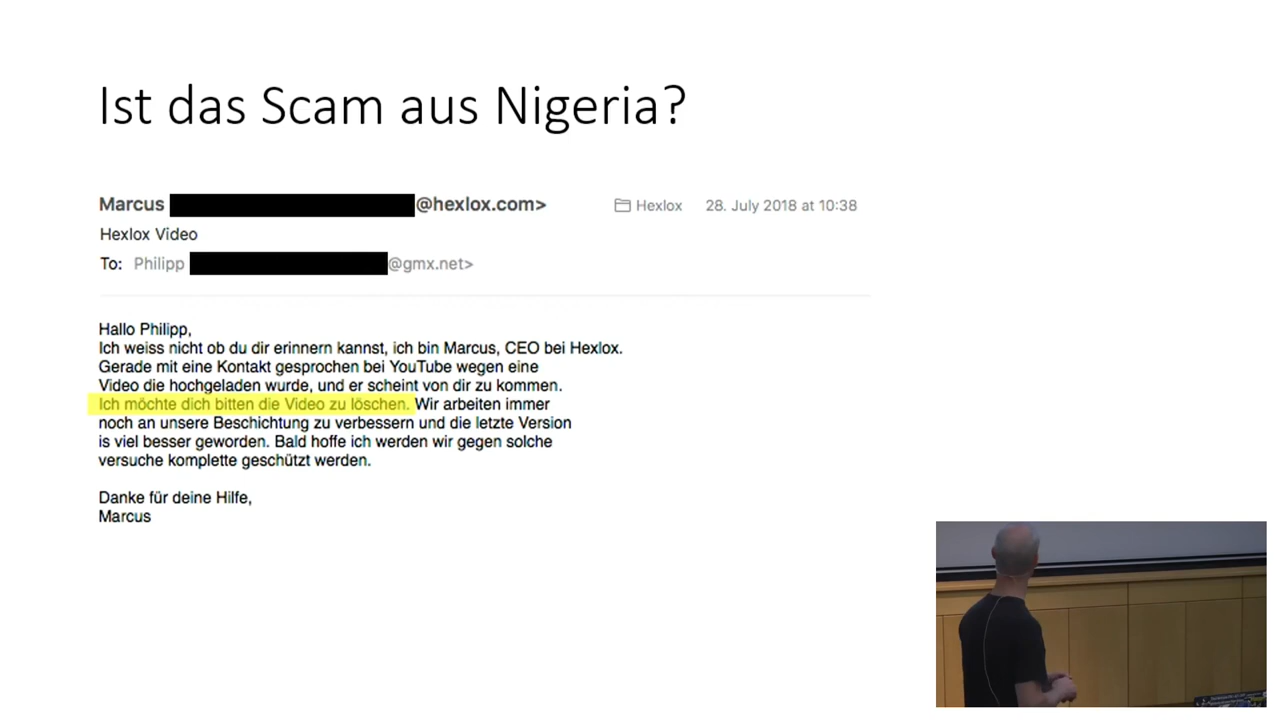 Ist das Scam aus Nigeria?
Marcus @hexlox.com> Hexlox 28. July 2018 at 10:38
Hexlox Video
To: Philipp @gmx.net>
Hallo Philipp,
Ich weiss nicht ob du dir erinnern kannst, ich bin Marcus, CEO bei Hexlox.
Gerade mit eine Kontakt gesprochen bei YouTube wegen eine
Video die hochgeladen wurde, und er scheint von dir zu kommen.
Ich möchte dich bitten die Video zu löschen. Wir arbeiten immer
noch an unsere Beschichtung zu verbessern und die letzte Version
is viel besser geworden. Bald hoffe ich werden wir gegen solche
versuche komplette geschützt werden.
Danke für deine Hilfe,
Marcus